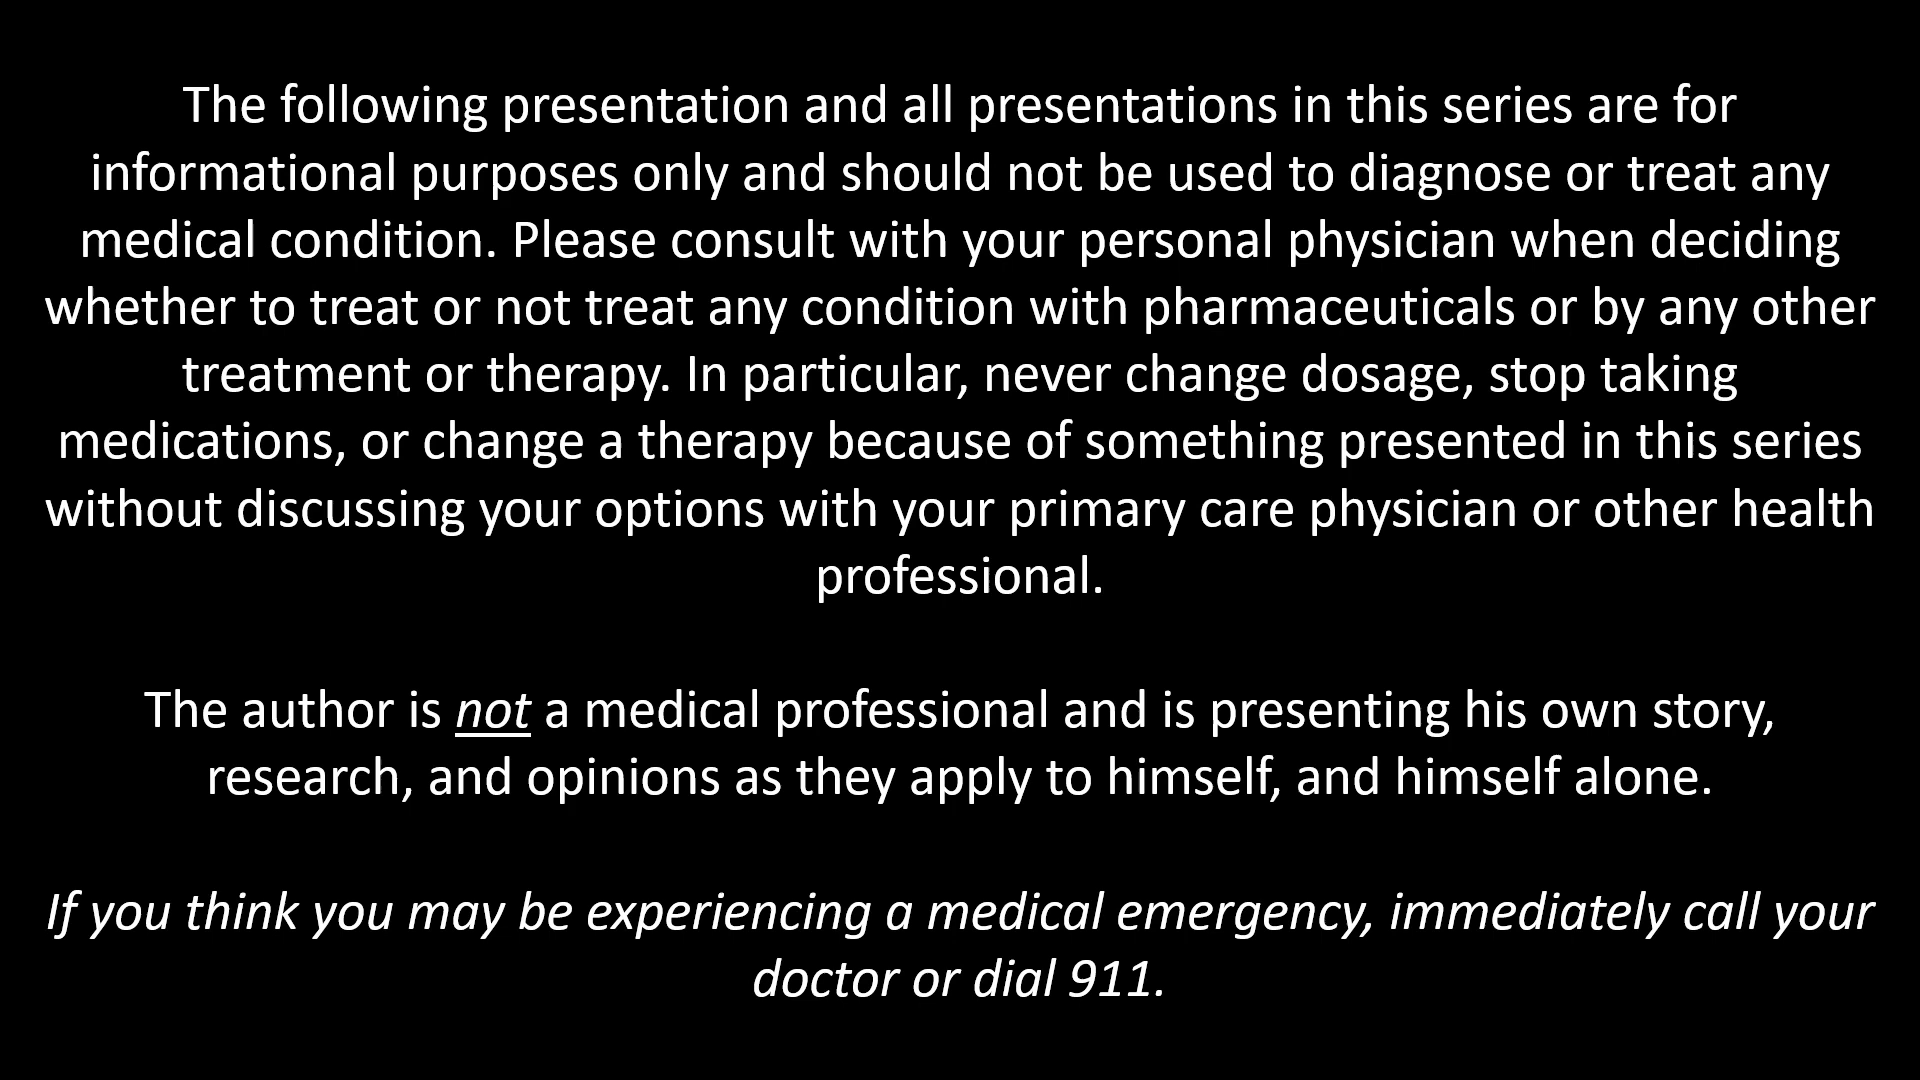 The following presentation and all presentations in this series are for
informational purposes only and should not be used to diagnose or treat any
medical condition. Please consult with your personal physician when deciding
whether to treat or not treat any condition with pharmaceuticals or by any other
treatment or therapy. In particular, never change dosage, stop taking
medications, or change a therapy because of something presented in this series
without discussing your options with your primary care physician or other health
professional.
The author is not a medical professional and is presenting his own story,
research, and opinions as they apply to himself, and himself alone.
If you think you may be experiencing a medical emergency, immediately call your
doctor or dial 911.